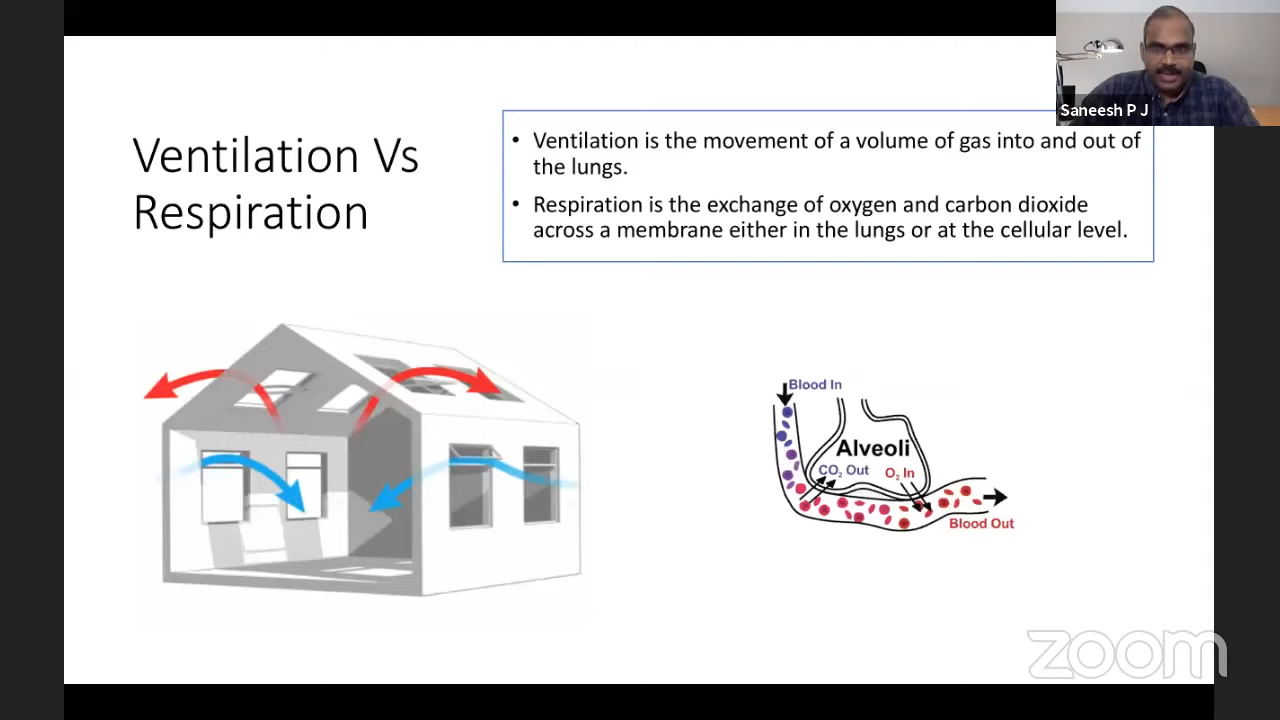 Saneesh P J
Ventilation Vs
Respiration
• Ventilation is the movement of a volume of gas into and out of
the lungs.
• Respiration is the exchange of oxygen and carbon dioxide
across a membrane either in the lungs or at the cellular level.
Blood In
Alveoli
CO₂ Out
O₂ In
Blood Out
zoom